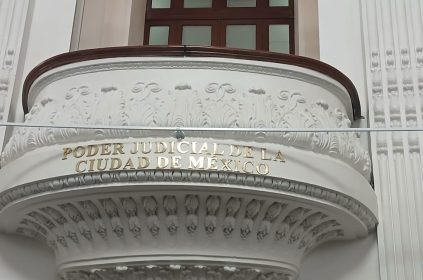 PODER JUDICIAL DE LA
CIUDAD DE MÉXICO